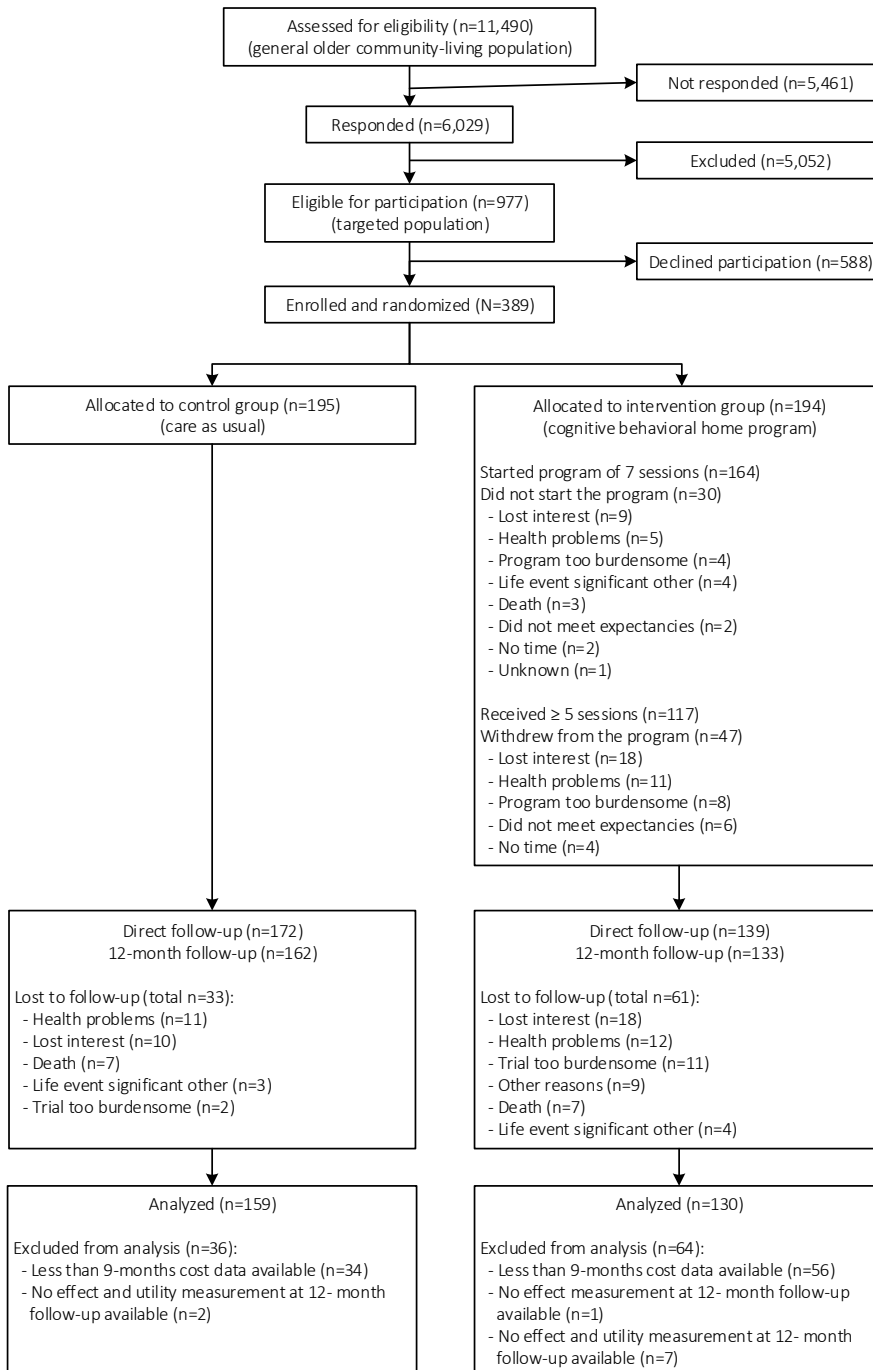 Assessed for eligibility (n=11,490)
(general older community-living population)
Not responded (n=5,461)
Responded (n=6,029)
Excluded (n=5,052)
Eligible for participation (n=977)
(targeted population)
Declined participation (n=588)
Enrolled and randomized (N=389)
Allocated to control group (n=195)
(care as usual)
Allocated to intervention group (n=194)
(cognitive behavioral home program)
Started program of 7 sessions (n=164)
Did not start the program (n=30)
- Lost interest (n=9)
- Health problems (n=5)
- Program too burdensome (n=4)
- Life event significant other (n=4)
- Death (n=3)
- Did not meet expectancies (n=2)
- No time (n=2)
- Unknown (n=1)
Received ≥ 5 sessions (n=117)
Withdrew from the program (n=47)
- Lost interest (n=18)
- Health problems (n=11)
- Program too burdensome (n=8)
- Did not meet expectancies (n=6)
- No time (n=4)
Direct follow-up (n=172)
12-month follow-up (n=162)
Lost to follow-up (total n=33):
- Health problems (n=11)
- Lost interest (n=10)
- Death (n=7)
- Life event significant other (n=3)
- Trial too burdensome (n=2)
Direct follow-up (n=139)
12-month follow-up (n=133)
Lost to follow-up (total n=61):
- Lost interest (n=18)
- Health problems (n=12)
- Trial too burdensome (n=11)
- Other reasons (n=9)
- Death (n=7)
- Life event significant other (n=4)
Analyzed (n=159)
Excluded from analysis (n=36):
- Less than 9-months cost data available (n=34)
- No effect and utility measurement at 12- month
follow-up available (n=2)
Analyzed (n=130)
Excluded from analysis (n=64):
- Less than 9-months cost data available (n=56)
- No effect measurement at 12-month follow-up
available (n=1)
- No effect and utility measurement at 12- month
follow-up available (n=7)